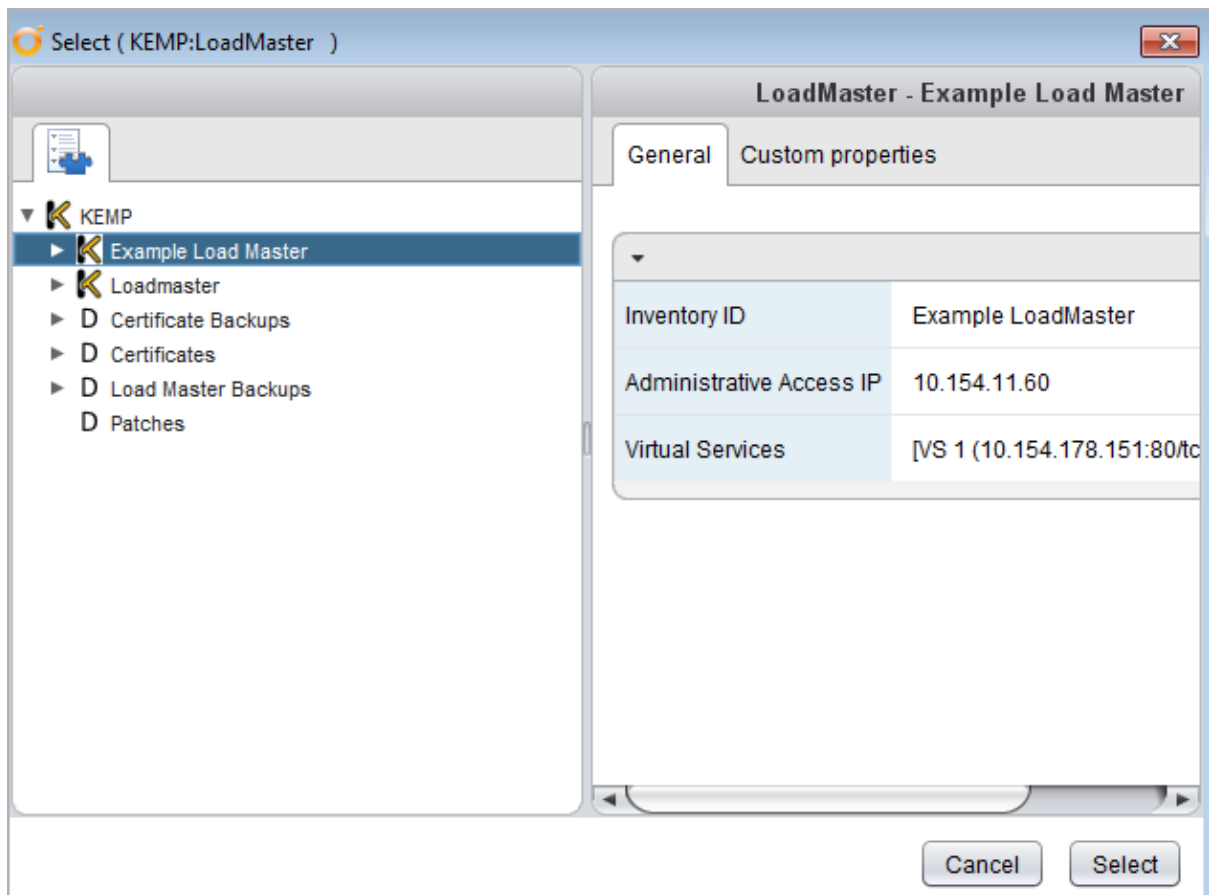 Select ( KEMP:LoadMaster )
LoadMaster - Example Load Master
General Custom properties
KEMP
Example Load Master
Loadmaster
D Certificate Backups
D Certificates
D Load Master Backups
D Patches
Inventory ID Example LoadMaster
Administrative Access IP 10.154.11.60
Virtual Services [VS 1 (10.154.178.151:80/tc
Cancel Select